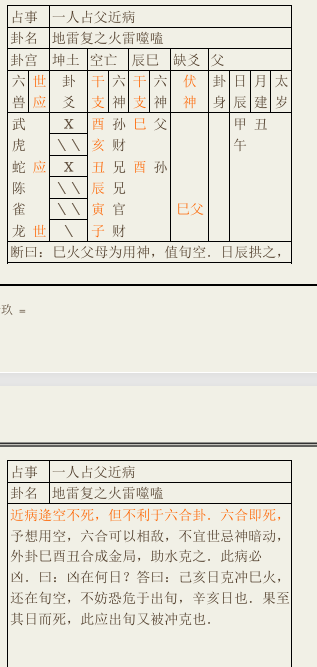 占事 一人占父近病
卦名 地雷复之火雷噬嗑
卦宫 坤土 空亡 辰巳 缺爻 父
六兽 世应 卦爻 干支 六神 干支 六神 伏神 卦身 日辰 月建 太岁
武 X 酉 孙 巳 父 甲午 丑
虎 \\ 亥 财
蛇 应 X 丑 兄 酉 孙
陈 \\ 辰 兄
雀 \\ 寅 官 巳父
龙 世 \ 子 财
断曰：巳火父母为用神，值旬空．日辰拱之，
玖 =
占事 一人占父近病
卦名 地雷复之火雷噬嗑
近病逢空不死，但不利于六合卦．六合即死，
予想用空，六合可以相敌，不宜世忌神暗动，
外卦巳酉丑合成金局，助水克之．此病必
凶．曰：凶在何日？答曰：己亥日克冲巳火，
还在旬空，不妨恐危于出旬，辛亥日也．果至
其日而死，此应出旬又被冲克也．